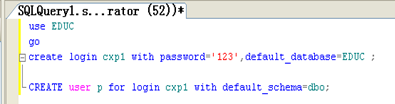 SQLQuery1.s...rator (52))*
use EDUC
go
create login cxp1 with password='123',default_database=EDUC ;
CREATE user p for login cxp1 with default_schema=dbo;